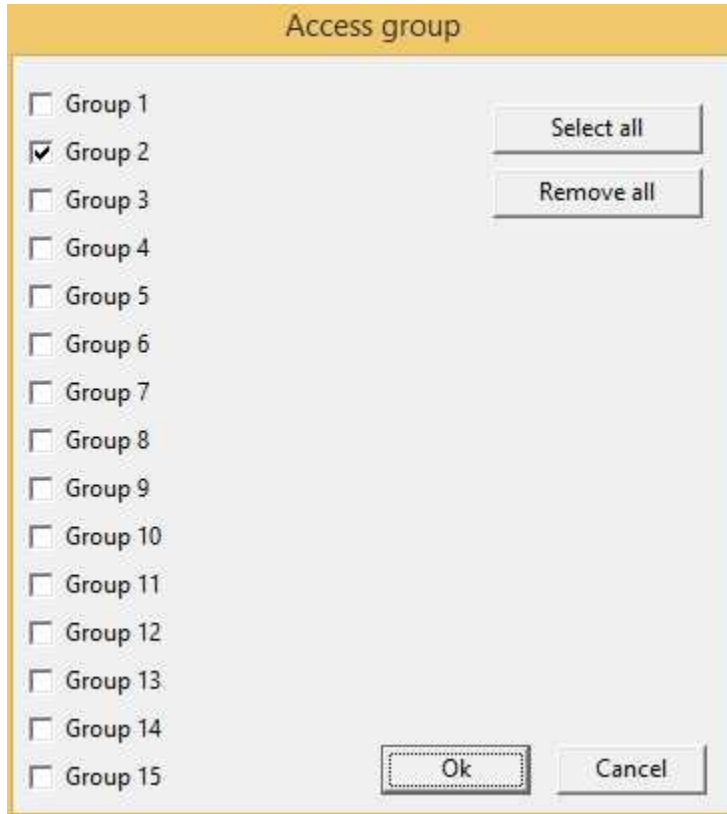 Access group
Group 1
Group 2
Group 3
Group 4
Group 5
Group 6
Group 7
Group 8
Group 9
Group 10
Group 11
Group 12
Group 13
Group 14
Group 15
Select all
Remove all
Ok
Cancel